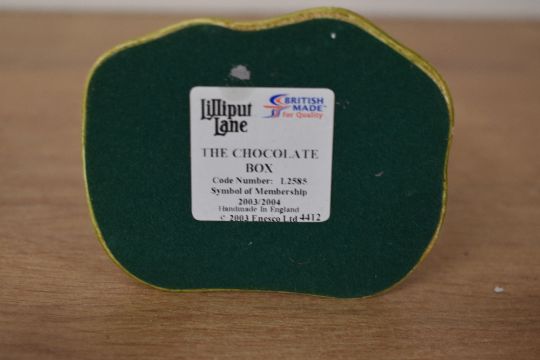 Lilliput
Lane
BRITISH
MADE
for Quality
THE CHOCOLATE
BOX
Code Number: L2585
Symbol of Membership
2003/2004
Handmade In England
© 2003 Enesco Ltd 4412